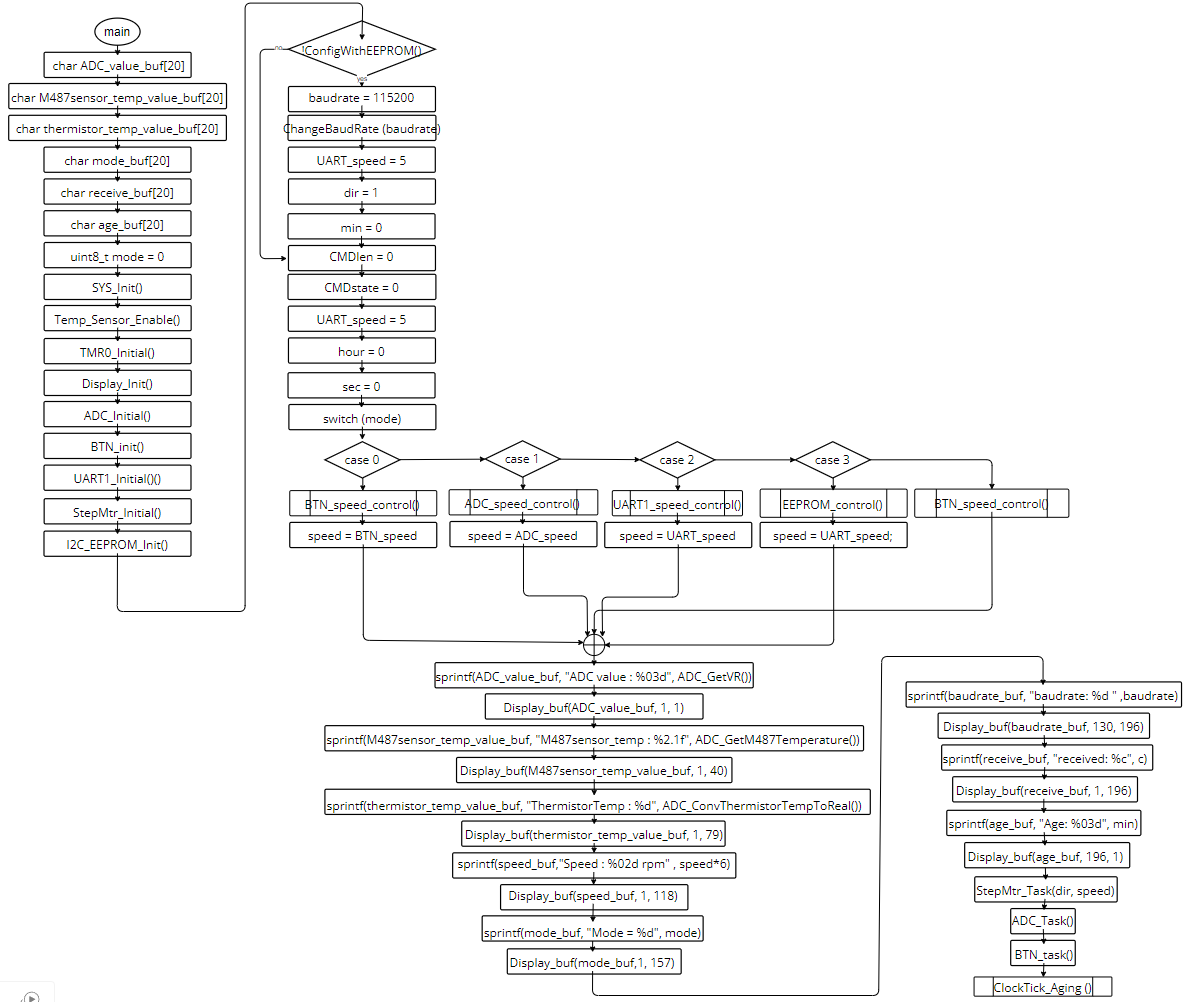 main
char ADC_value_buf[20]
char M487sensor_temp_value_buf[20]
char thermistor_temp_value_buf[20]
char mode_buf[20]
char receive_buf[20]
char age_buf[20]
uint8_t mode = 0
SYS_Init()
Temp_Sensor_Enable()
TMR0_Initial()
Display_Init()
ADC_Initial()
BTN_init()
UART1_Initial()()
StepMtr_Initial()
I2C_EEPROM_Init()
!ConfigWithEEPROM()
no
yes
baudrate = 115200
ChangeBaudRate (baudrate)
UART_speed = 5
dir = 1
min = 0
CMDlen = 0
CMDstate = 0
UART_speed = 5
hour = 0
sec = 0
switch (mode)
case 0
case 1
case 2
case 3
BTN_speed_control()
ADC_speed_control()
UART1_speed_control()
EEPROM_control()
BTN_speed_control()
speed = BTN_speed
speed = ADC_speed
speed = UART_speed
speed = UART_speed;
sprintf(ADC_value_buf, "ADC value : %03d", ADC_GetVR())
Display_buf(ADC_value_buf, 1, 1)
sprintf(M487sensor_temp_value_buf, "M487sensor_temp : %2.1f", ADC_GetM487Temperature())
Display_buf(M487sensor_temp_value_buf, 1, 40)
sprintf(thermistor_temp_value_buf, "ThermistorTemp : %d", ADC_ConvThermistorTempToReal())
Display_buf(thermistor_temp_value_buf, 1, 79)
sprintf(speed_buf,"Speed : %02d rpm" , speed*6)
Display_buf(speed_buf, 1, 118)
sprintf(mode_buf, "Mode = %d", mode)
Display_buf(mode_buf,1, 157)
sprintf(baudrate_buf, "baudrate: %d " ,baudrate)
Display_buf(baudrate_buf, 130, 196)
sprintf(receive_buf, "received: %c", c)
Display_buf(receive_buf, 1, 196)
sprintf(age_buf, "Age: %03d", min)
Display_buf(age_buf, 196, 1)
StepMtr_Task(dir, speed)
ADC_Task()
BTN_task()
ClockTick_Aging ()